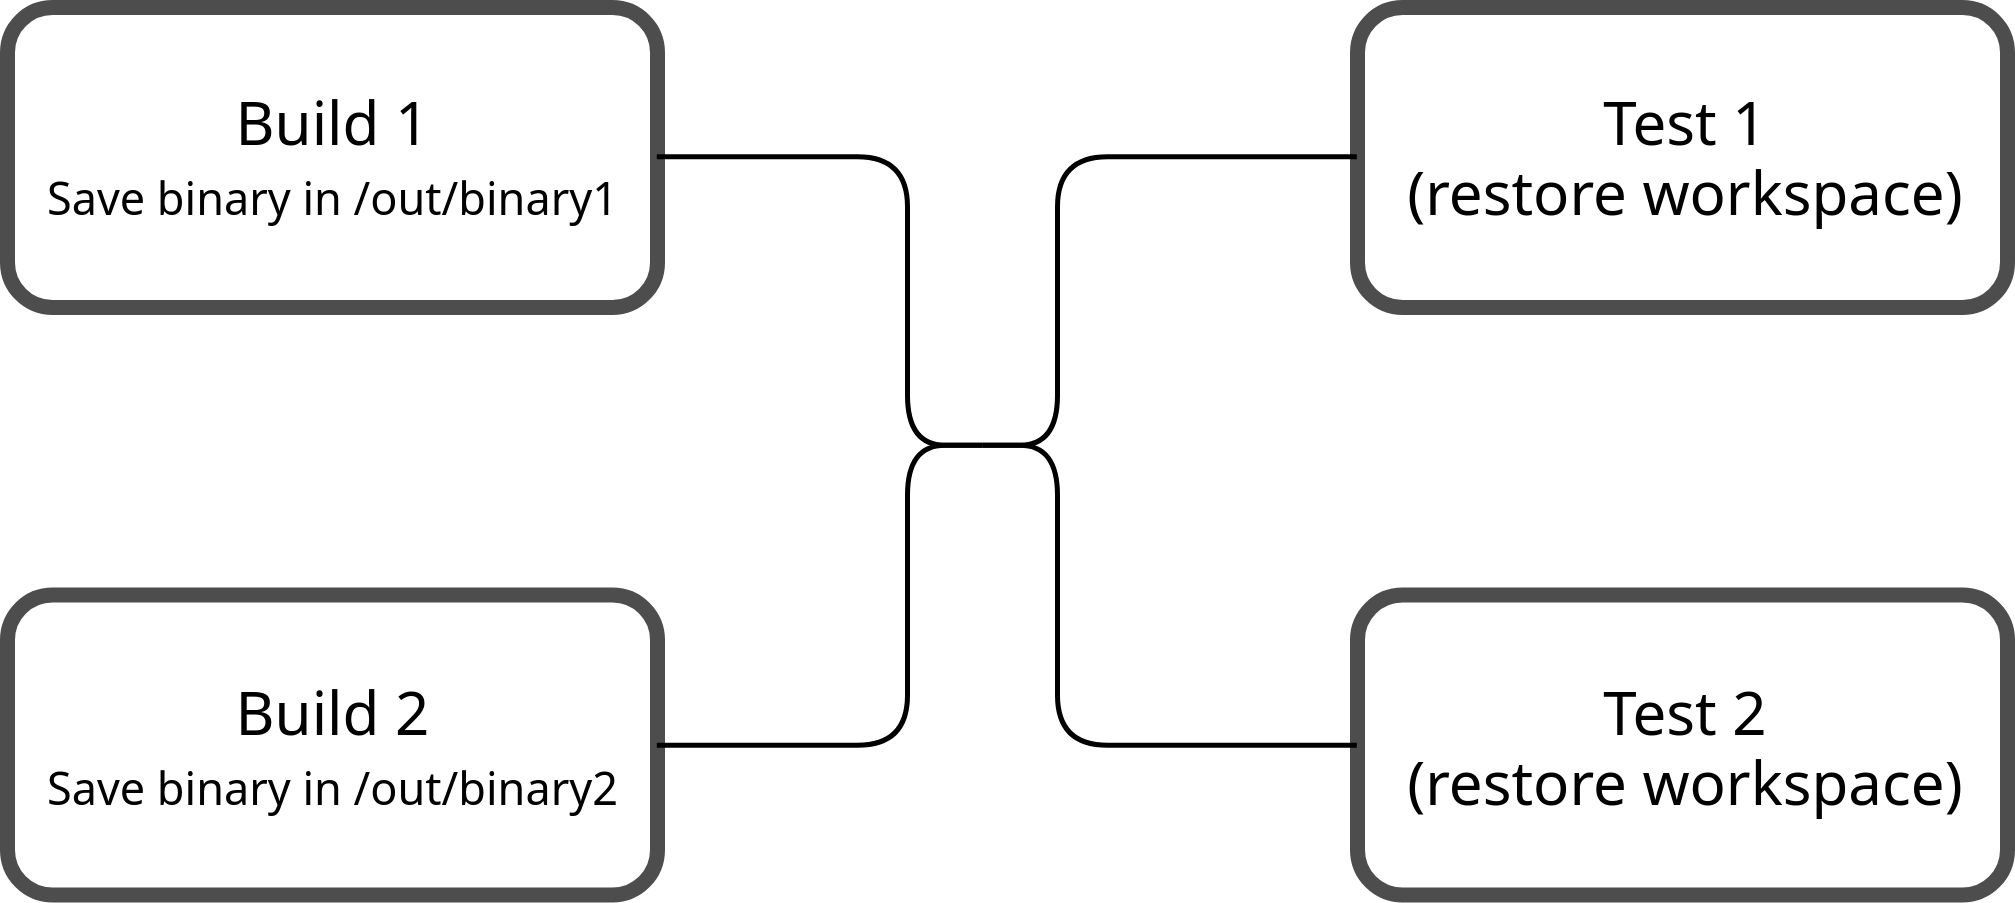 Build 1
Save binary in /out/binary1
Test 1
(restore workspace)
Build 2
Save binary in /out/binary2
Test 2
(restore workspace)